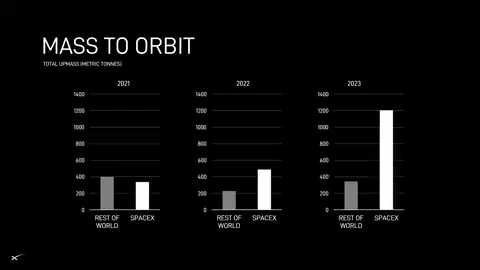 MASS TO ORBIT
TOTAL UPMASS (METRIC TONNES)
2021
1400
1200
1000
800
600
400
200
0
REST OF
WORLD
SPACEX
2022
1400
1200
1000
800
600
400
200
0
REST OF
WORLD
SPACEX
2023
1400
1200
1000
800
600
400
200
0
REST OF
WORLD
SPACEX